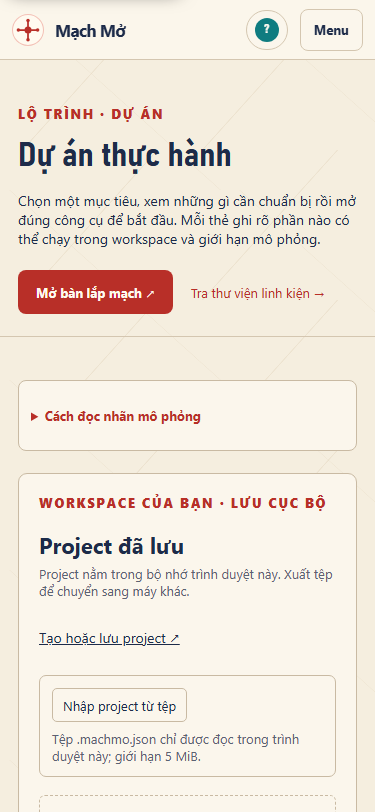 Mạch Mở
?
Menu
LỘ TRÌNH · DỰ ÁN
Dự án thực hành
Chọn một mục tiêu, xem những gì cần chuẩn bị rồi mở
đúng công cụ để bắt đầu. Mỗi thẻ ghi rõ phần nào có
thể chạy trong workspace và giới hạn mô phỏng.
Mở bàn lắp mạch ↗
Tra thư viện linh kiện →
▶ Cách đọc nhãn mô phỏng
WORKSPACE CỦA BẠN · LƯU CỤC BỘ
Project đã lưu
Project nằm trong bộ nhớ trình duyệt này. Xuất tệp
để chuyển sang máy khác.
Tạo hoặc lưu project ↗
Nhập project từ tệp
Tệp .machmo.json chỉ được đọc trong trình
duyệt này; giới hạn 5 MiB.